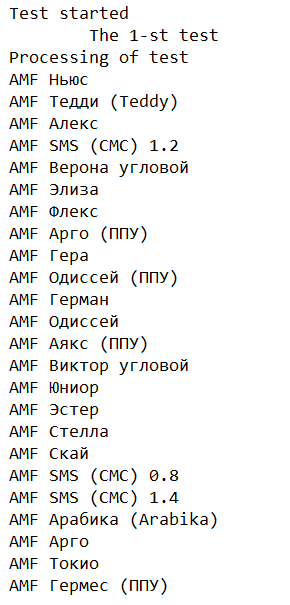 Test started
The 1-st test
Processing of test
AMF Ньюс
AMF Тедди (Teddy)
AMF Алекс
AMF SMS (СМС) 1.2
AMF Верона угловой
AMF Элиза
AMF Флекс
AMF Арго (ППУ)
AMF Гера
AMF Одиссей (ППУ)
AMF Герман
AMF Одиссей
AMF Аякс (ППУ)
AMF Виктор угловой
AMF Юниор
AMF Эстер
AMF Стелла
AMF Скай
AMF SMS (СМС) 0.8
AMF SMS (СМС) 1.4
AMF Арабика (Arabika)
AMF Арго
AMF Токио
AMF Гермес (ППУ)